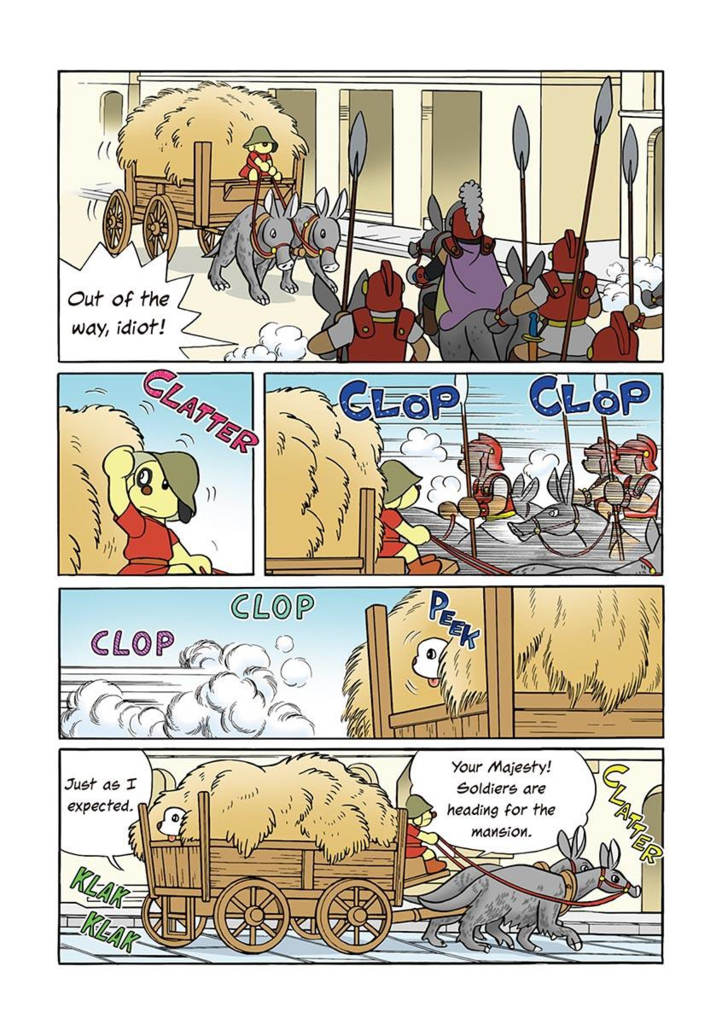 Out of the
way, idiot!
CLATTER
CLOP
CLOP
CLOP
CLOP
PEEK
Just as I
expected.
Your Majesty!
Soldiers are
heading for the
mansion.
CLATTER
KLAK
KLAK